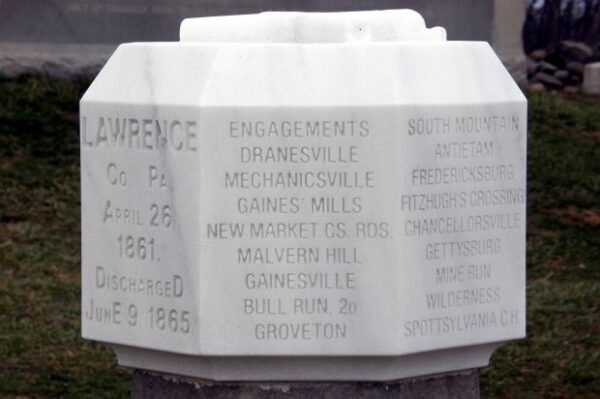 LAWRENCE
CO. PA.
APRIL 26
1861.
DISCHARGED
JUNE 9, 1865.
ENGAGEMENTS
DRANESVILLE
MECHANICSVILLE
GAINES' MILLS
NEW MARKET CS. RDS.
MALVERN HILL
GAINESVILLE
BULL RUN, 2D
GROVETON
SOUTH MOUNTAIN
ANTIETAM
FREDERICKSBURG
FITZHUGH'S CROSSING
CHANCELLORSVILLE
GETTYSBURG
MINE RUN
WILDERNESS
SPOTTSYLVANIA C.H.